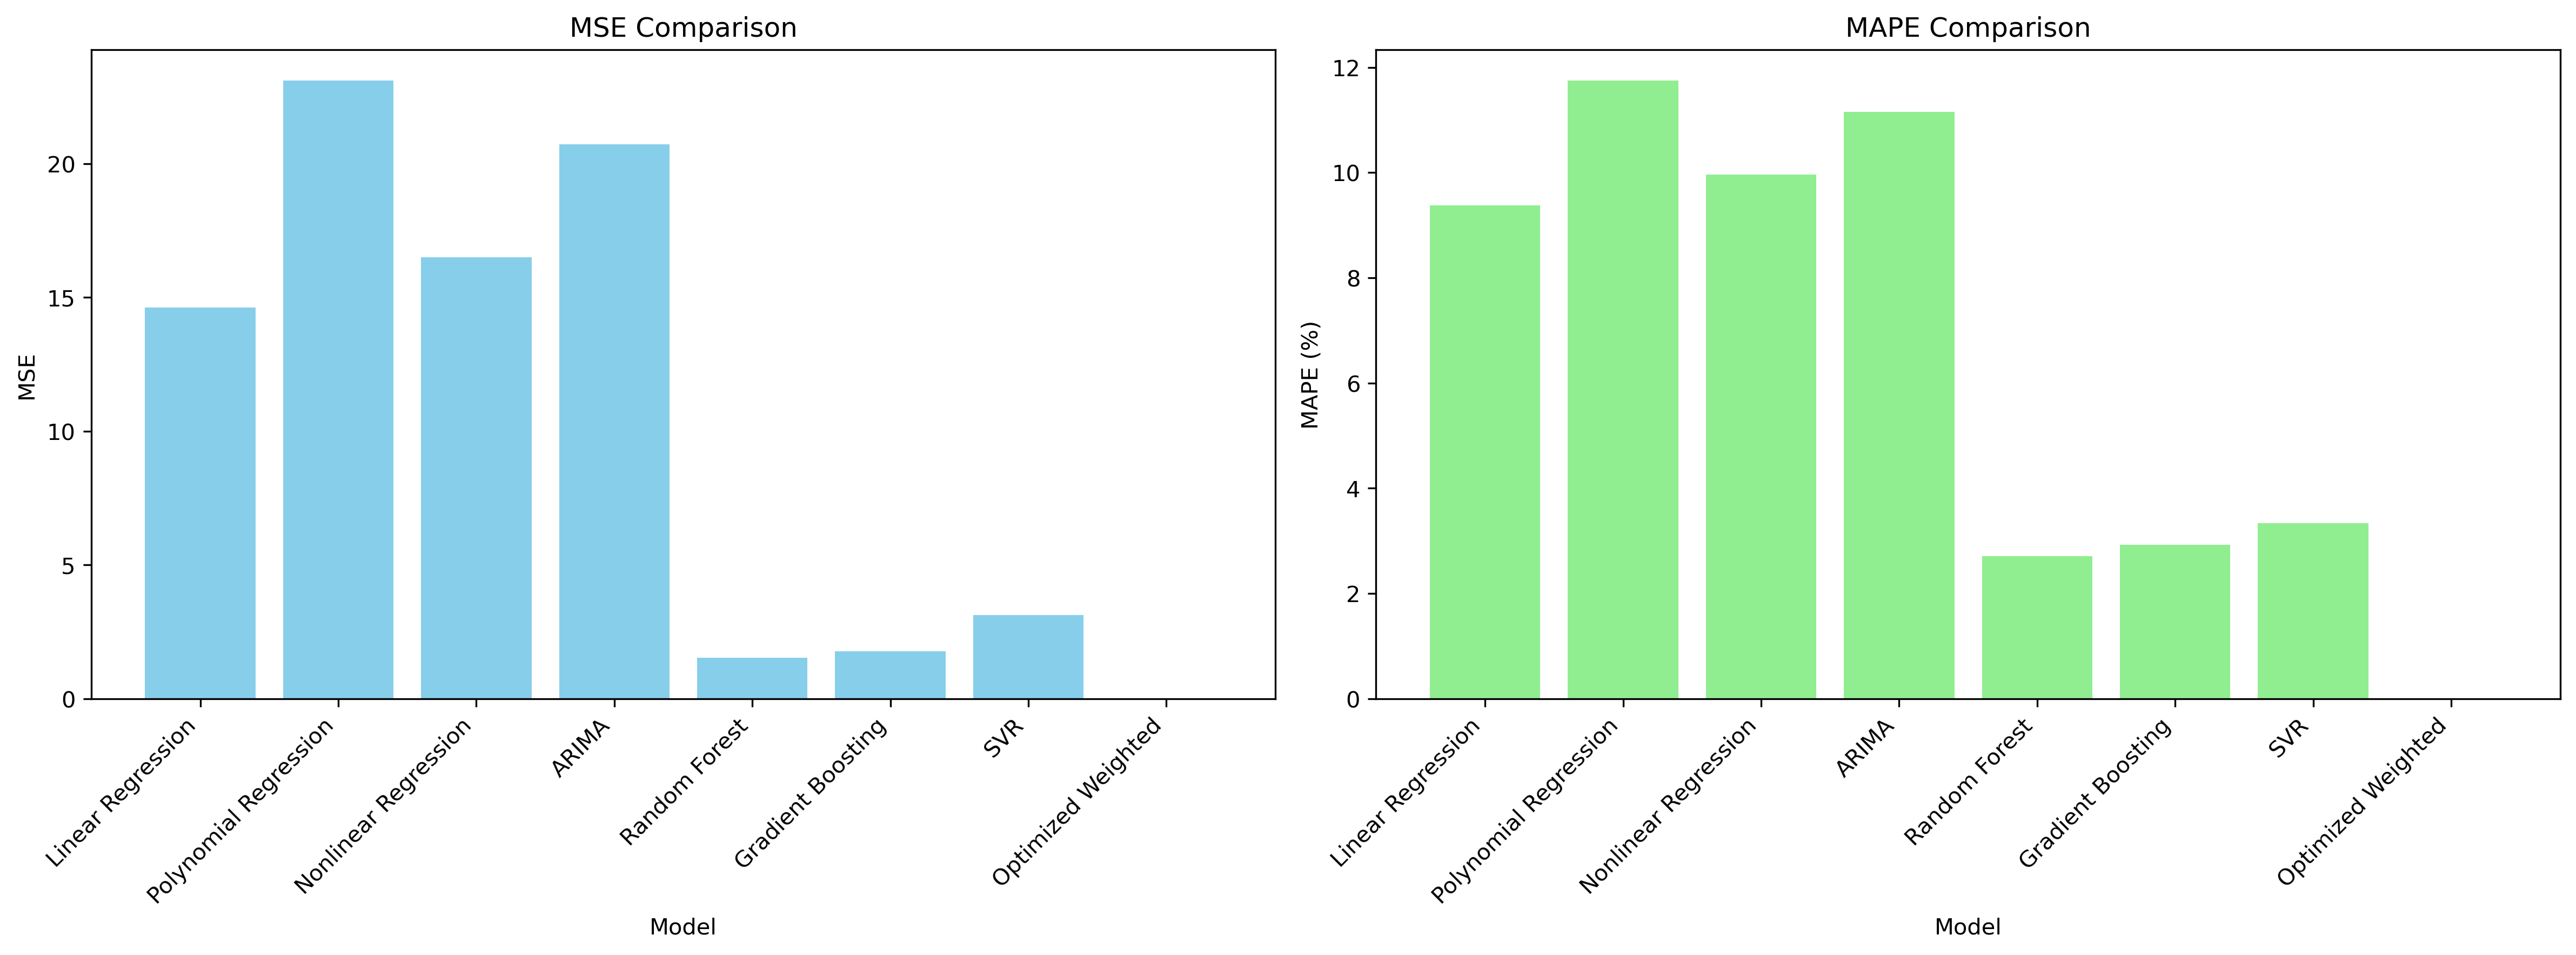 MSE Comparison
MSE
20
15
10
5
0
Linear Regression
Polynomial Regression
Nonlinear Regression
ARIMA
Random Forest
Gradient Boosting
SVR
Optimized Weighted
Model
MAPE Comparison
MAPE (%)
12
10
8
6
4
2
0
Linear Regression
Polynomial Regression
Nonlinear Regression
ARIMA
Random Forest
Gradient Boosting
SVR
Optimized Weighted
Model